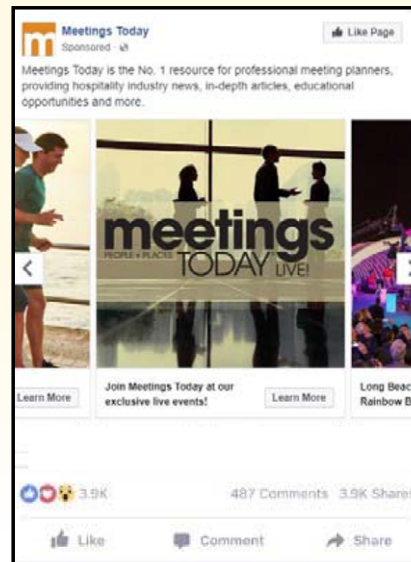 m
Meetings Today
Sponsored ·
Like Page
Meetings Today is the No. 1 resource for professional meeting planners,
providing hospitality industry news, in-depth articles, educational
opportunities and more.
meetings
PEOPLE + PLACES TODAY LIVE!
Learn More
Join Meetings Today at our
exclusive live events!
Learn More
Long Beac
Rainbow B
3.9K
487 Comments 3.9K Shares
Like Comment Share